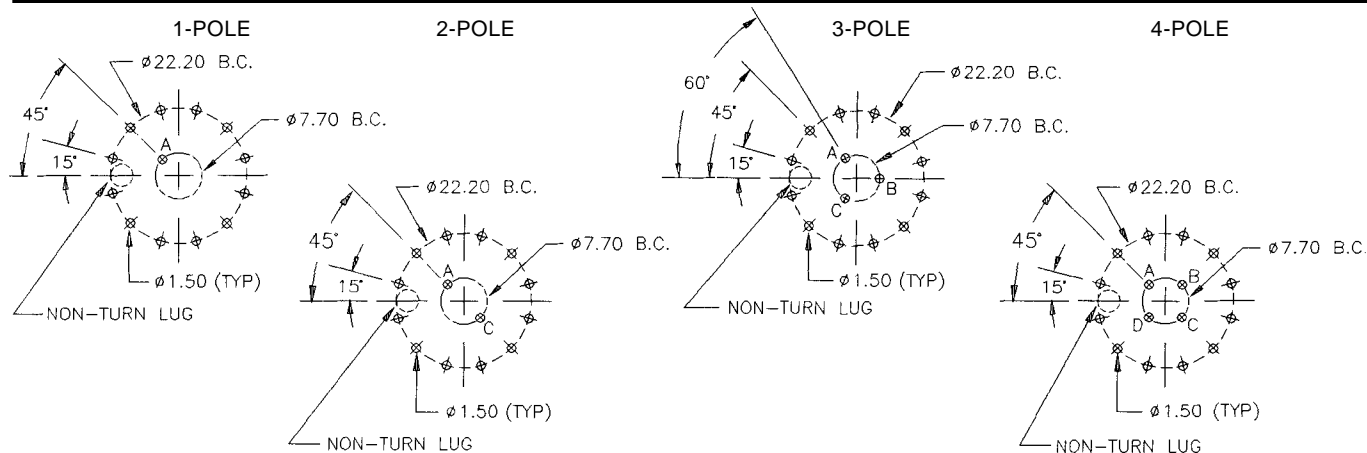 1-POLE
ø22.20 B.C.
45°
ø7.70 B.C.
A
15°
ø1.50 (TYP)
NON-TURN LUG
2-POLE
ø22.20 B.C.
45°
ø7.70 B.C.
A
15°
C
ø1.50 (TYP)
NON-TURN LUG
3-POLE
ø22.20 B.C.
60°
45°
ø7.70 B.C.
A
15°
B
C
ø1.50 (TYP)
NON-TURN LUG
4-POLE
ø22.20 B.C.
45°
ø7.70 B.C.
A
B
15°
D
C
ø1.50 (TYP)
NON-TURN LUG